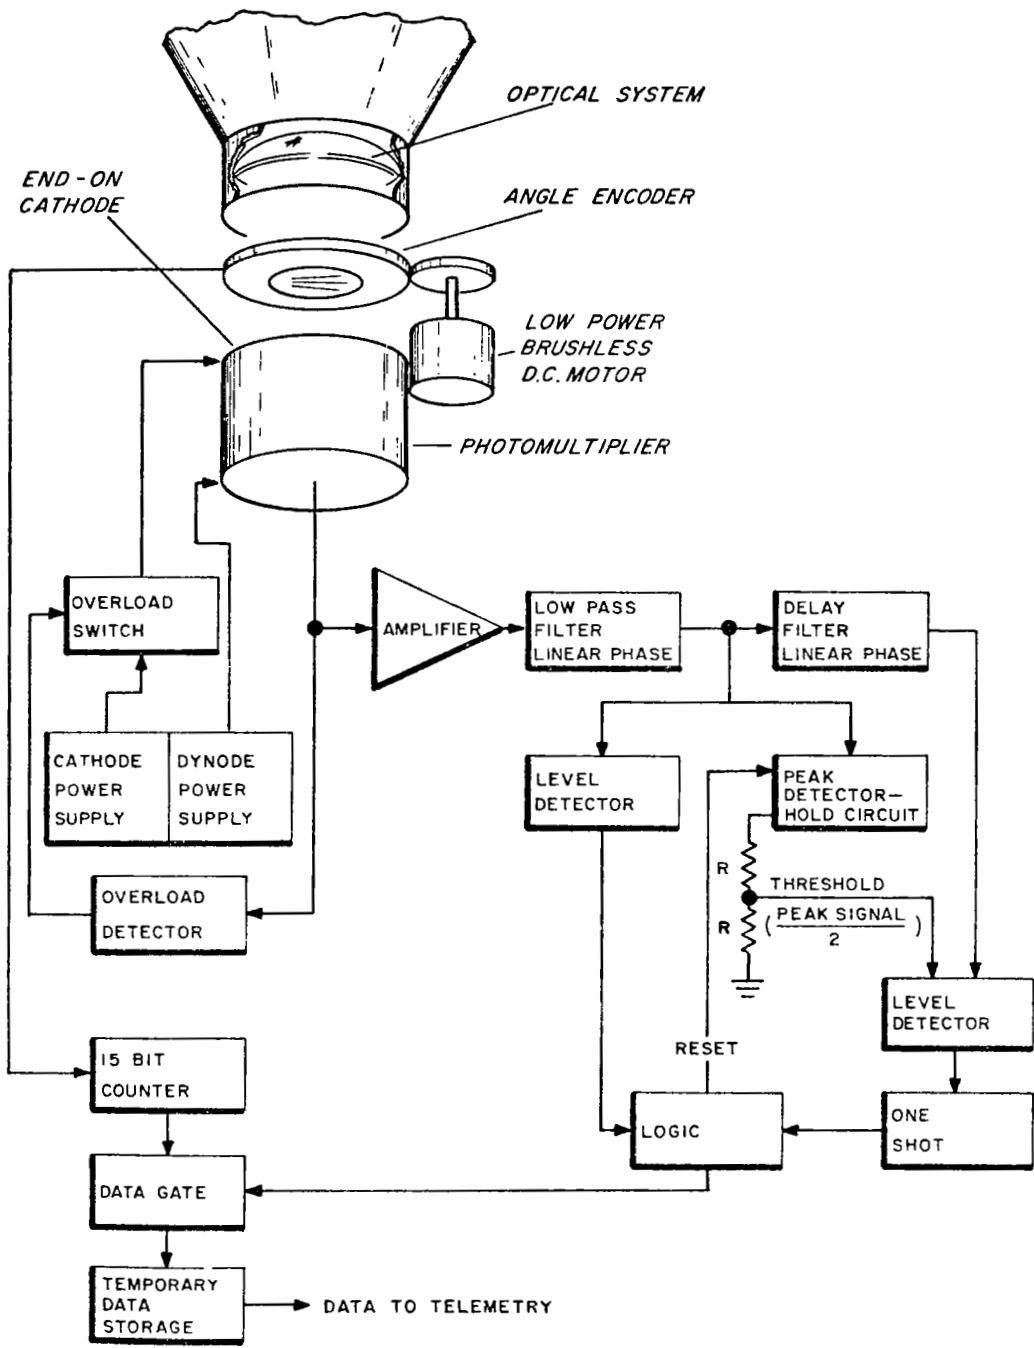 OPTICAL SYSTEM
END-ON
CATHODE
ANGLE ENCODER
LOW POWER
BRUSHLESS
D.C. MOTOR
PHOTOMULTIPLIER
OVERLOAD
SWITCH
AMPLIFIER
LOW PASS
FILTER
LINEAR PHASE
DELAY
FILTER
LINEAR PHASE
CATHODE
POWER
SUPPLY
DYNODE
POWER
SUPPLY
LEVEL
DETECTOR
PEAK
DETECTOR—
HOLD CIRCUIT
R
THRESHOLD
R
(PEAK SIGNAL
2)
OVERLOAD
DETECTOR
LEVEL
DETECTOR
RESET
15 BIT
COUNTER
LOGIC
ONE
SHOT
DATA GATE
TEMPORARY
DATA
STORAGE
DATA TO TELEMETRY